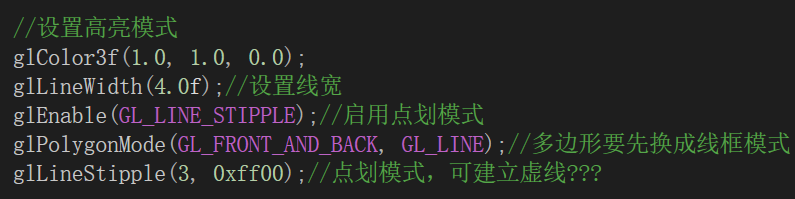 //设置高亮模式
glColor3f(1.0, 1.0, 0.0);
glLineWidth(4.0f);//设置线宽
glEnable(GL_LINE_STIPPLE);//启用点划模式
glPolygonMode(GL_FRONT_AND_BACK, GL_LINE);//多边形要先换成线框模式
glLineStipple(3, 0xff00);//点划模式，可建立虚线???